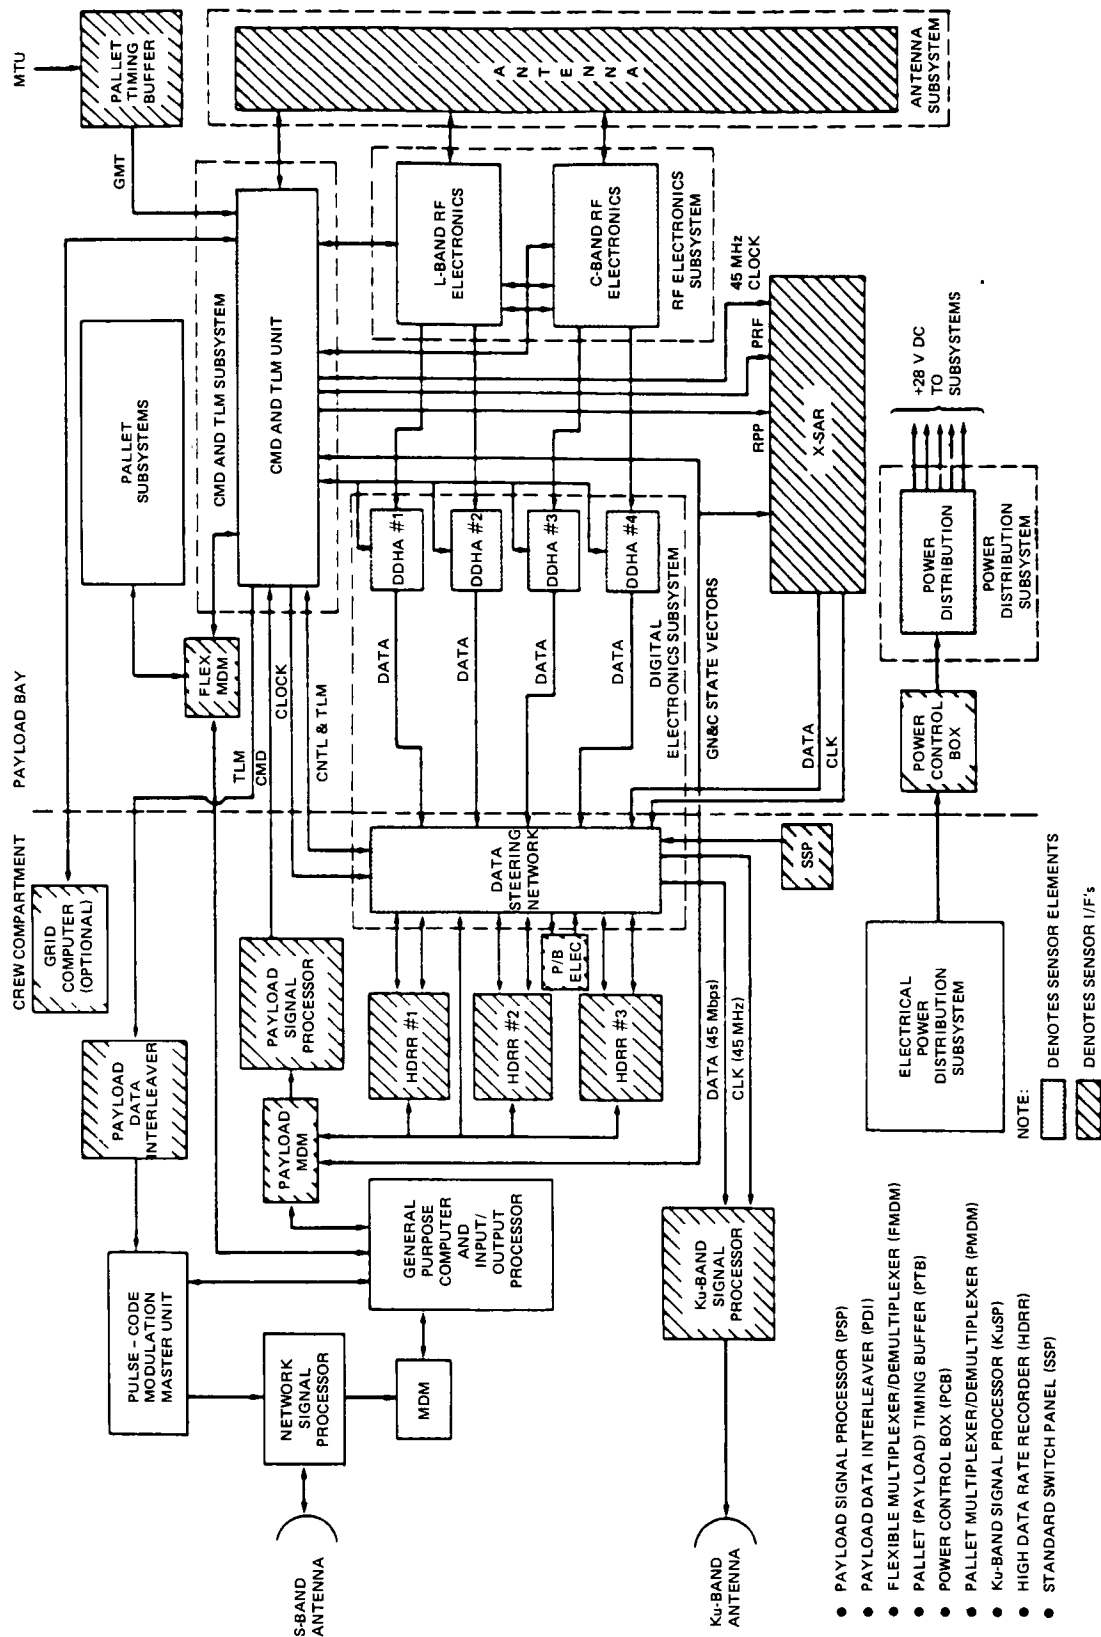 CREW COMPARTMENT
PAYLOAD BAY
MTU
PALLET
TIMING
BUFFER
GMT
GRID
COMPUTER
(OPTIONAL)
PAYLOAD
DATA
INTERLEAVER
PULSE-CODE
MODULATION
MASTER UNIT
PALLET
SUBSYSTEMS
FLEX
MDM
TLM
CMD
CLOCK
CNTL & TLM
CMD AND TLM SUBSYSTEM
CMD AND TLM UNIT
ANTENNA
ANTENNA
SUBSYSTEM
PAYLOAD
SIGNAL
PROCESSOR
PAYLOAD
MDM
NETWORK
SIGNAL
PROCESSOR
S-BAND
ANTENNA
MDM
GENERAL
PURPOSE
COMPUTER
AND
INPUT/
OUTPUT
PROCESSOR
HDRR #1
HDRR #2
HDRR #3
P/B
ELEC
DATA
STEERING
NETWORK
DATA
DATA
DATA
DATA
DDHA #1
DDHA #2
DDHA #3
DDHA #4
DIGITAL
ELECTRONICS SUBSYSTEM
L-BAND RF
ELECTRONICS
C-BAND RF
ELECTRONICS
RF ELECTRONICS
SUBSYSTEM
GN&C STATE VECTORS
RPP
PRF
45 MHz
CLOCK
X-SAR
DATA
CLK
SSP
DATA (45 Mbps)
CLK (45 MHz)
Ku-BAND
SIGNAL
PROCESSOR
Ku-BAND
ANTENNA
ELECTRICAL
POWER
DISTRIBUTION
SUBSYSTEM
POWER
CONTROL
BOX
POWER
DISTRIBUTION
POWER
DISTRIBUTION
SUBSYSTEM
+28 V DC
TO
SUBSYSTEMS
NOTE:
DENOTES SENSOR ELEMENTS
DENOTES SENSOR I/F's
● PAYLOAD SIGNAL PROCESSOR (PSP)
● PAYLOAD DATA INTERLEAVER (PDI)
● FLEXIBLE MULTIPLEXER/DEMULTIPLEXER (FMDM)
● PALLET (PAYLOAD) TIMING BUFFER (PTB)
● POWER CONTROL BOX (PCB)
● PALLET MULTIPLEXER/DEMULTIPLEXER (PMDM)
● Ku-BAND SIGNAL PROCESSOR (KuSP)
● HIGH DATA RATE RECORDER (HDRR)
● STANDARD SWITCH PANEL (SSP)